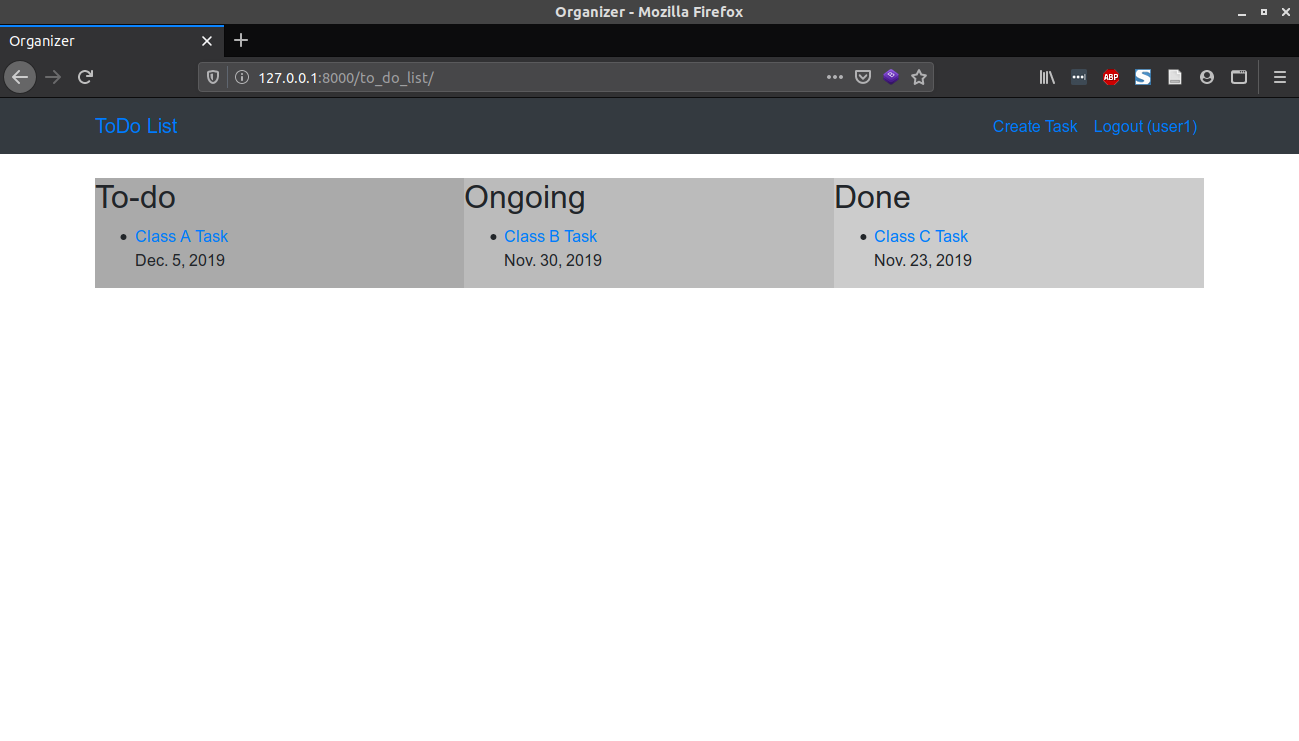 Organizer - Mozilla Firefox
Organizer
127.0.0.1:8000/to_do_list/
ABP
ToDo List
Create Task
Logout (user1)
To-do
Class A Task
Dec. 5, 2019
Ongoing
Class B Task
Nov. 30, 2019
Done
Class C Task
Nov. 23, 2019